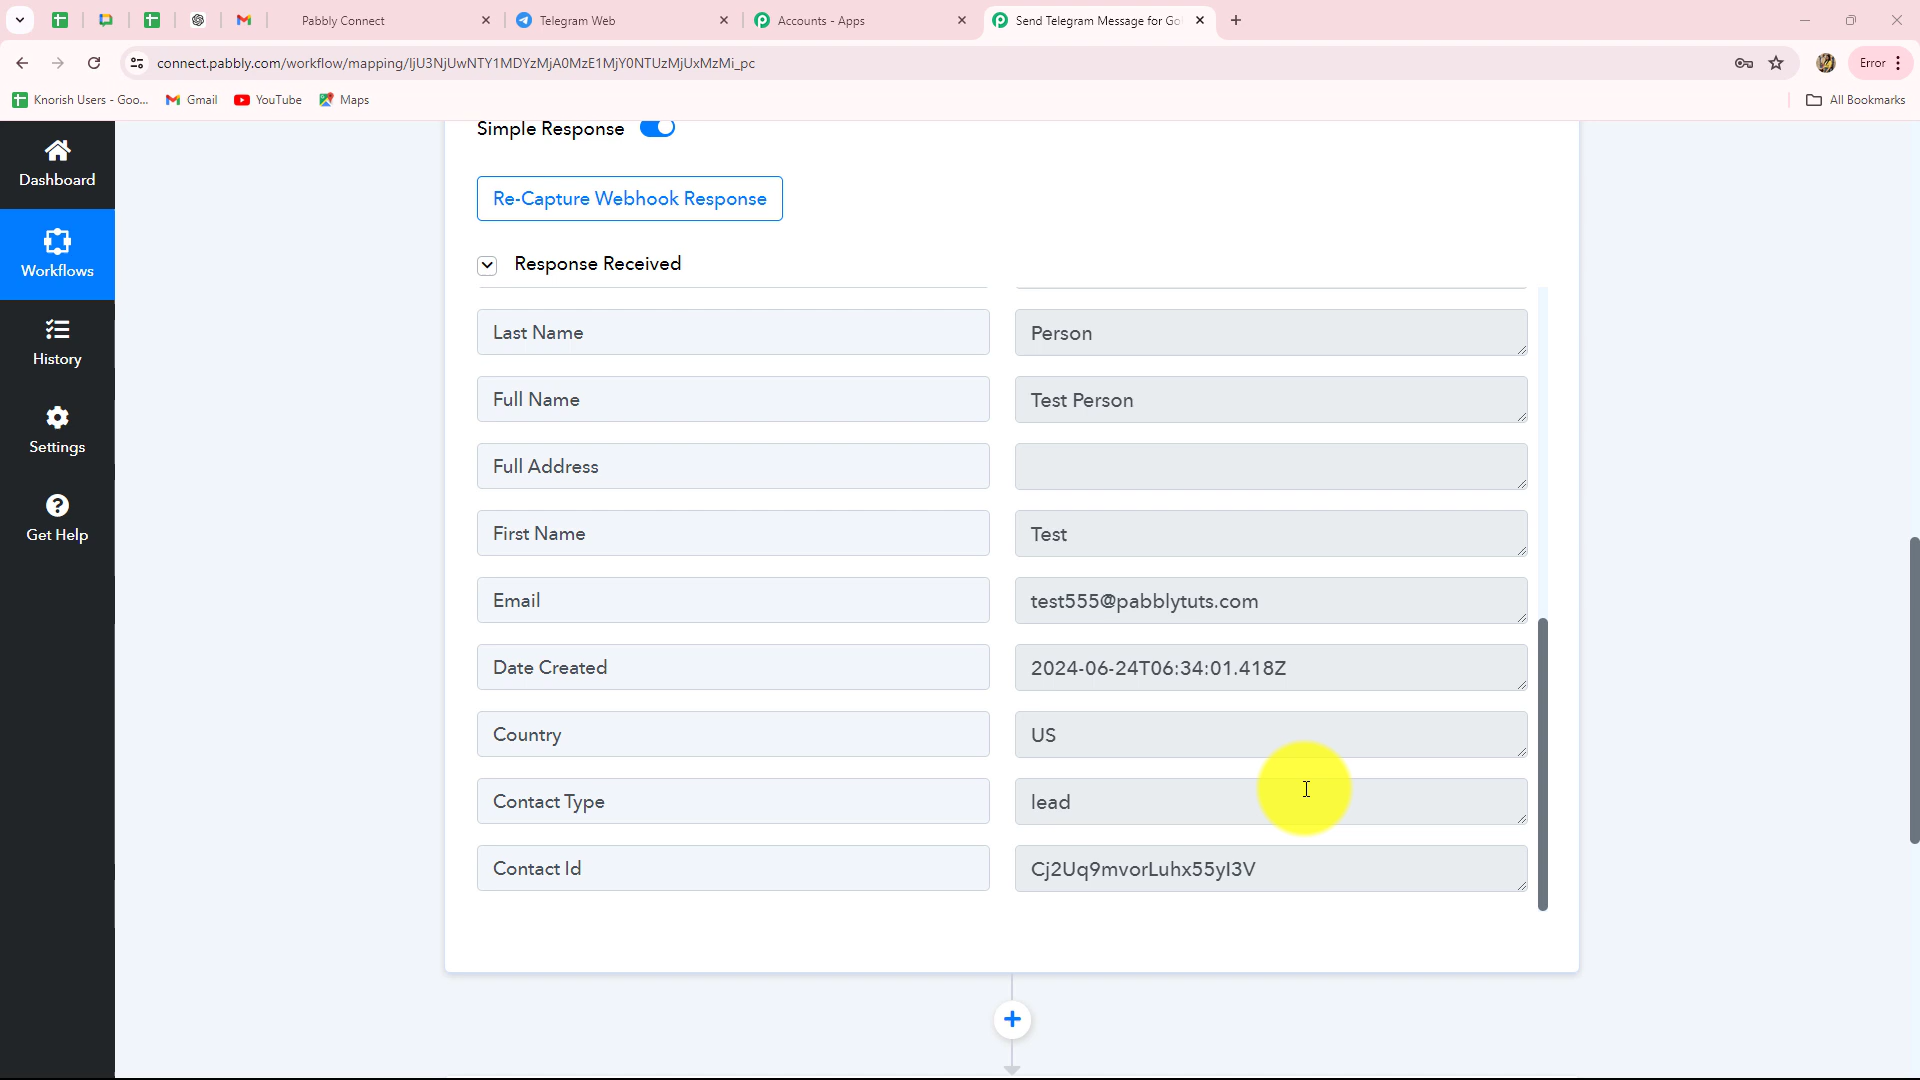 Pabbly Connect
Telegram Web
Accounts - Apps
Send Telegram Message for Go
connect.pabbly.com/workflow/mapping/IjU3NjUwNTY1MDYzMjA0MzE1MjY0NTUzMjUxMzMi_pc
Error
Knorish Users - Goo...
Gmail
YouTube
Maps
All Bookmarks
Dashboard
Workflows
History
Settings
Get Help
Simple Response
Re-Capture Webhook Response
Response Received
Last Name
Person
Full Name
Test Person
Full Address
First Name
Test
Email
test555@pabblytuts.com
Date Created
2024-06-24T06:34:01.418Z
Country
US
Contact Type
lead
Contact Id
Cj2Uq9mvorLuhx55yI3V